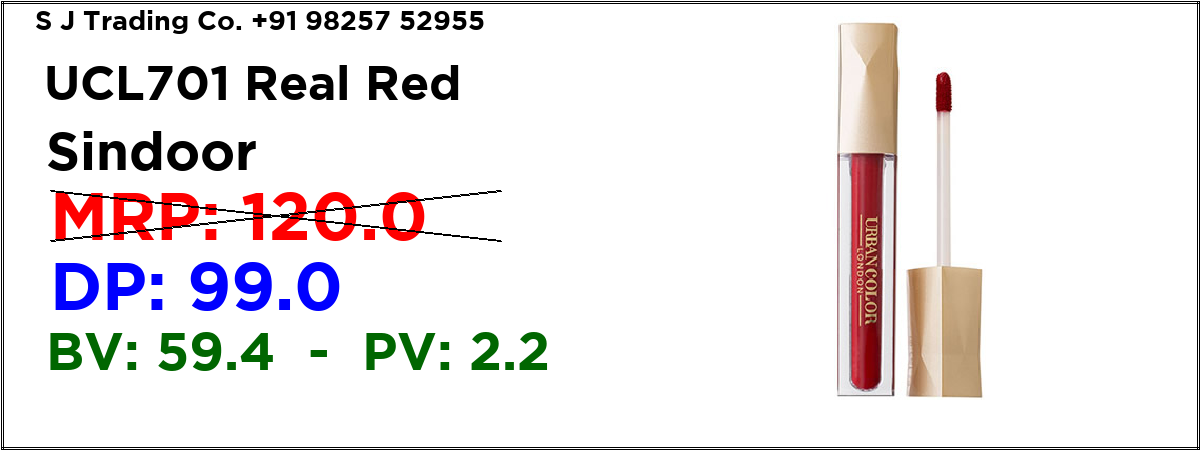 S J Trading Co. +91 98257 52955
UCL701 Real Red
Sindoor
MRP: 120.0
DP: 99.0
BV: 59.4 - PV: 2.2
URBAN COLOR
LONDON